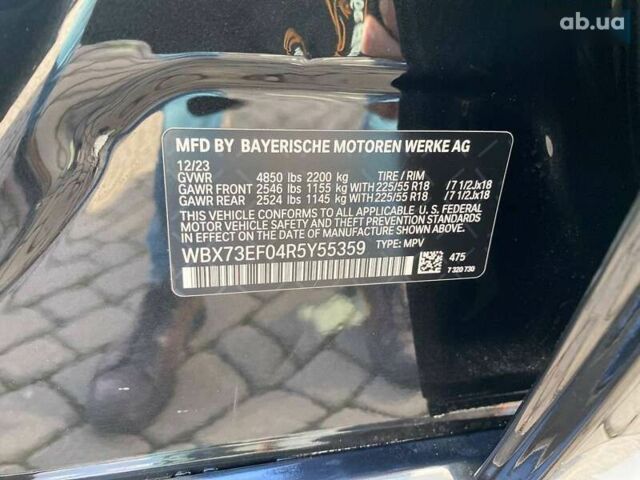 ab.ua
MFD BY BAYERISCHE MOTOREN WERKE AG
12/23
GVWR 4850 lbs 2200 kg TIRE / RIM
GAWR FRONT 2546 lbs 1155 kg WITH 225/55 R18 /7 1/2Jx18
GAWR REAR 2524 lbs 1145 kg WITH 225/55 R18 /7 1/2Jx18
THIS VEHICLE CONFORMS TO ALL APPLICABLE U.S. FEDERAL
MOTOR VEHICLE SAFETY AND THEFT PREVENTION STANDARDS
IN EFFECT ON THE DATE OF MANUFACTURE SHOWN ABOVE.
WBX73EF04R5Y55359 TYPE: MPV
475
7 320 730